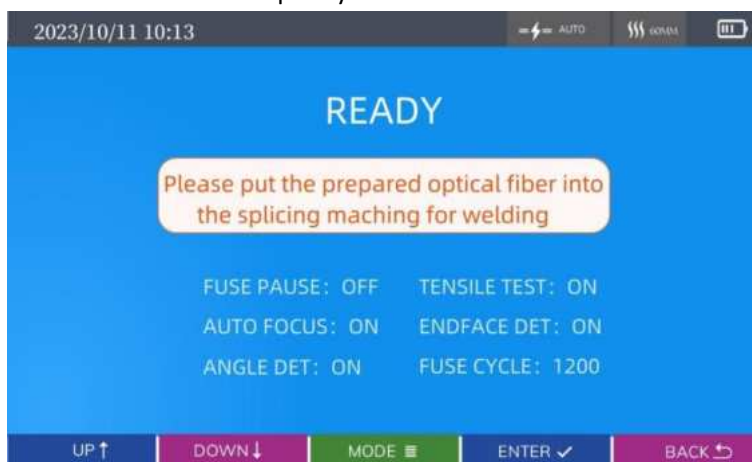 2023/10/11 10:13 AUTO 60MM
READY
Please put the prepared optical fiber into
the splicing maching for welding
FUSE PAUSE: OFF TENSILE TEST: ON
AUTO FOCUS: ON ENDFACE DET: ON
ANGLE DET: ON FUSE CYCLE: 1200
UP↑ DOWN↓ MODE ≣ ENTER ✓ BACK ⮌